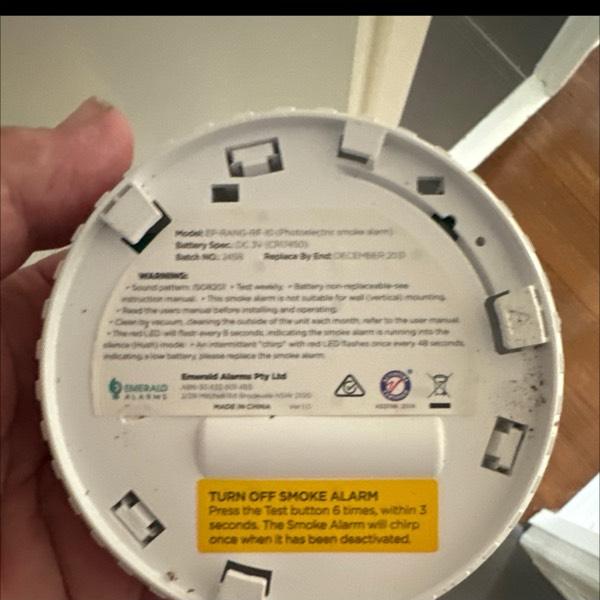 Model: EP-RANG-RF-10 (Photoelectric smoke alarm)
Battery Spec.: DC 3V (CR17450)
Batch NO.: Replace By End: DECEMBER
WARNING:
• Sound pattern: ISO8201 • Test weekly. • Battery non-replaceable-see
instruction manual. • This smoke alarm is not suitable for wall (vertical) mounting.
• Read the users manual before installing and operating.
• Clean by vacuum, cleaning the outside of the unit each month, refer to the user manual.
• The red LED will flash every 8 seconds, indicating the smoke alarm is running into the
silence (Hush) mode. • An intermittent "chirp" with red LED flashes once every 48 seconds,
indicating a low battery, please replace the smoke alarm.
EMERALD
ALARMS
Emerald Alarms Pty Ltd
ABN
Brookvale NSW 2100
MADE IN CHINA Ver 1.0
TURN OFF SMOKE ALARM
Press the Test button 6 times, within 3
seconds. The Smoke Alarm will chirp
once when it has been deactivated.